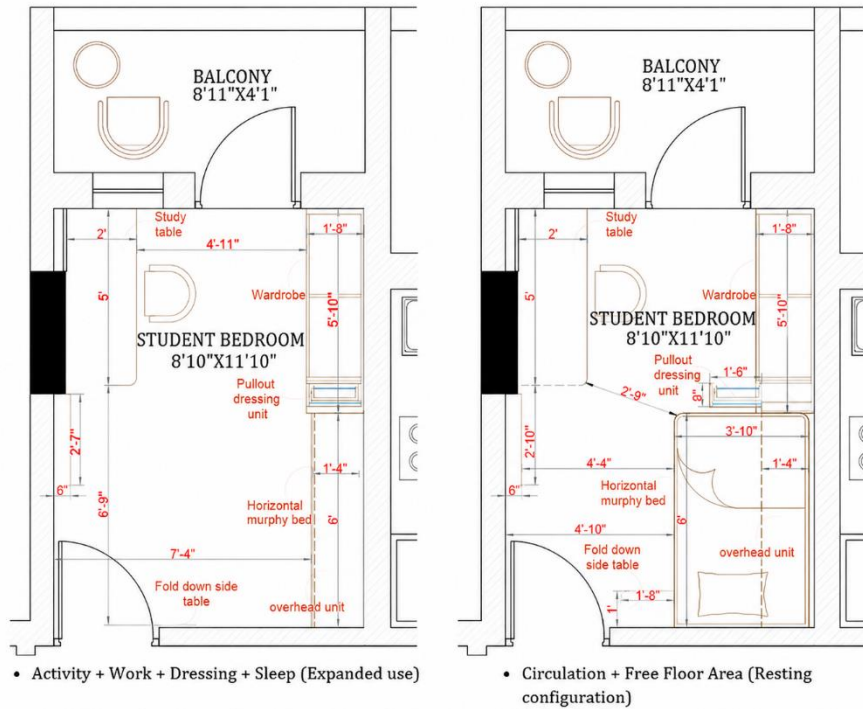 BALCONY
8'11"X4'1"
Study
table
2'
4'-11"
1'-8"
5'
Wardrobe
5'-10"
STUDENT BEDROOM
8'10"X11'10"
Pullout
dressing
unit
2'-7"
6"
6'-9"
1'-4"
Horizontal
murphy bed
6'
7'-4"
Fold down side
table
overhead unit
• Activity + Work + Dressing + Sleep (Expanded use)
BALCONY
8'11"X4'1"
Study
table
2'
1'-8"
5'
Wardrobe
5'-10"
STUDENT BEDROOM
8'10"X11'10"
Pullout
dressing
unit
1'-6"
8"
2'-9"
3'-10"
2'-10"
4'-4"
1'-4"
6"
Horizontal
murphy bed
6'
4'-10"
Fold down
side table
overhead unit
1'-8"
1'
• Circulation + Free Floor Area (Resting
configuration)